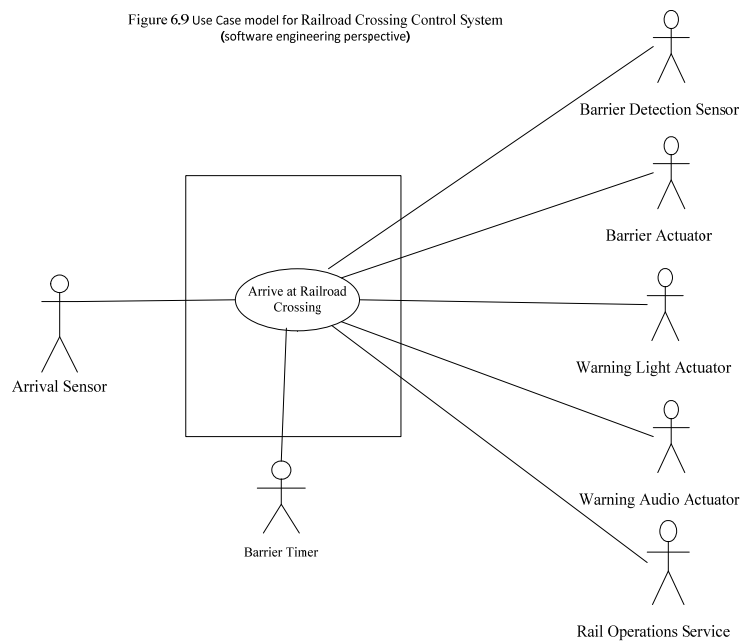 Figure 6.9 Use Case model for Railroad Crossing Control System
(software engineering perspective)
Barrier Detection Sensor
Barrier Actuator
Arrive at Railroad
Crossing
Warning Light Actuator
Arrival Sensor
Warning Audio Actuator
Barrier Timer
Rail Operations Service